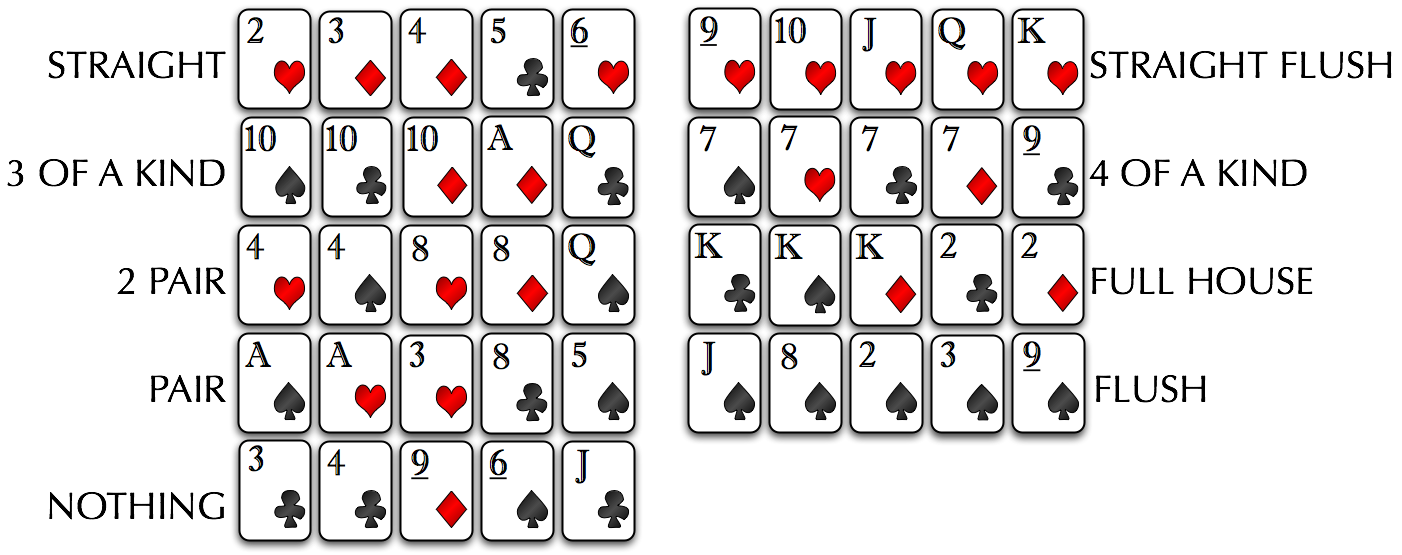 STRAIGHT 2 3 4 5 6
9 10 J Q K STRAIGHT FLUSH
3 OF A KIND 10 10 10 A Q
7 7 7 7 9 4 OF A KIND
2 PAIR 4 4 8 8 Q
K K K 2 2 FULL HOUSE
PAIR A A 3 8 5
J 8 2 3 9 FLUSH
NOTHING 3 4 9 6 J